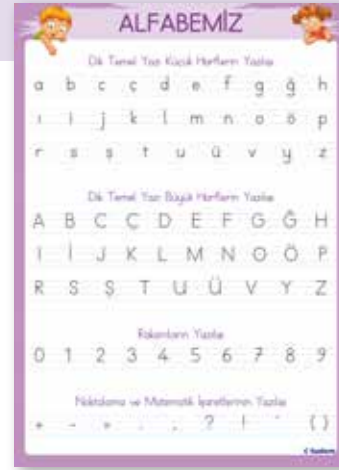 ALFABEMİZ
Dik Temel Yazı Küçük Harflerin Yazılışı
a b c ç d e f g ğ h
ı i j k l m n o ö p
r s ş t u ü v y z
Dik Temel Yazı Büyük Harflerin Yazılışı
A B C Ç D E F G Ğ H
I İ J K L M N O Ö P
R S Ş T U Ü V Y Z
Rakamların Yazılışı
0 1 2 3 4 5 6 7 8 9
Noktalama ve Matematik İşaretlerinin Yazılışı
+ - = . , ? ! ' ( )